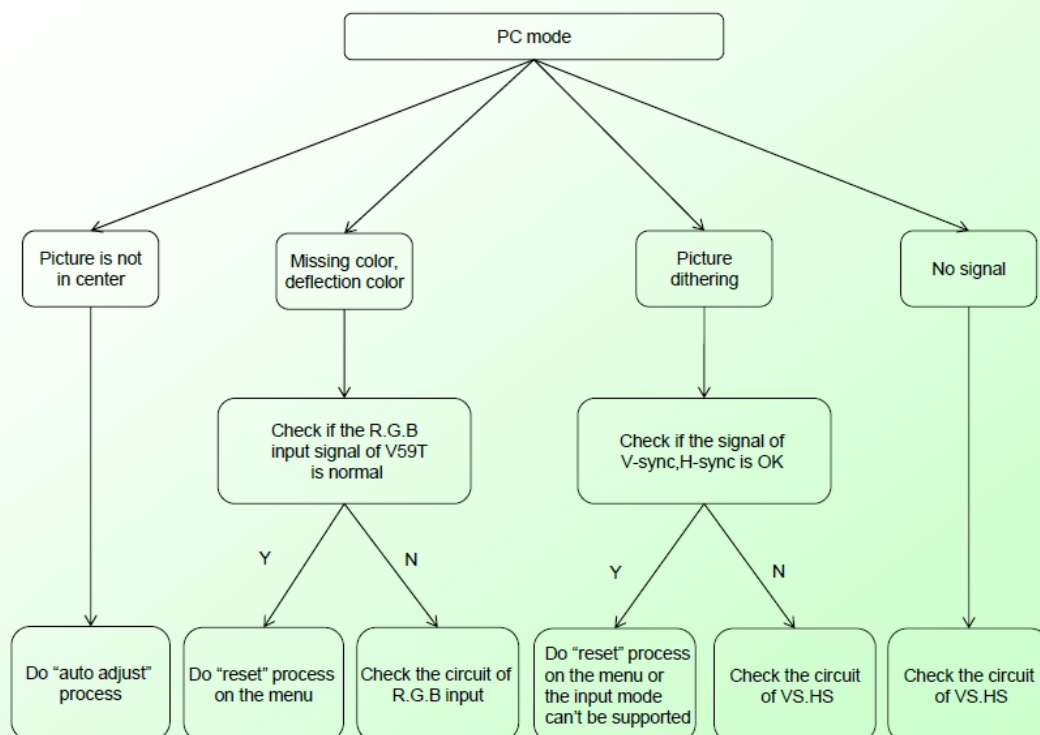 PC mode
Picture is not
in center
Missing color,
deflection color
Picture
dithering
No signal
Check if the R.G.B
input signal of V59T
is normal
Check if the signal of
V-sync,H-sync is OK
Y
N
Y
N
Do “auto adjust”
process
Do “reset” process
on the menu
Check the circuit of
R.G.B input
Do “reset” process
on the menu or
the input mode
can’t be supported
Check the circuit
of VS.HS
Check the circuit
of VS.HS